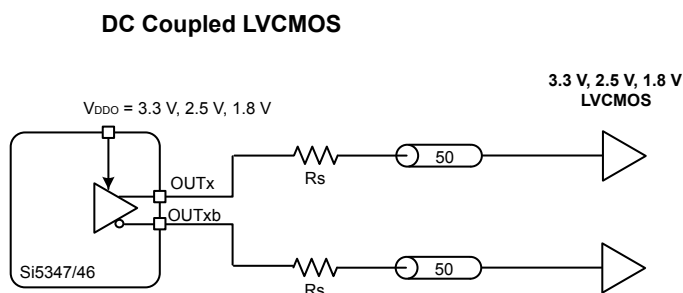 DC Coupled LVCMOS
3.3 V, 2.5 V, 1.8 V
LVCMOS
VDDO = 3.3 V, 2.5 V, 1.8 V
OUTx
Rs
50
OUTxb
Si5347/46
Rs
50